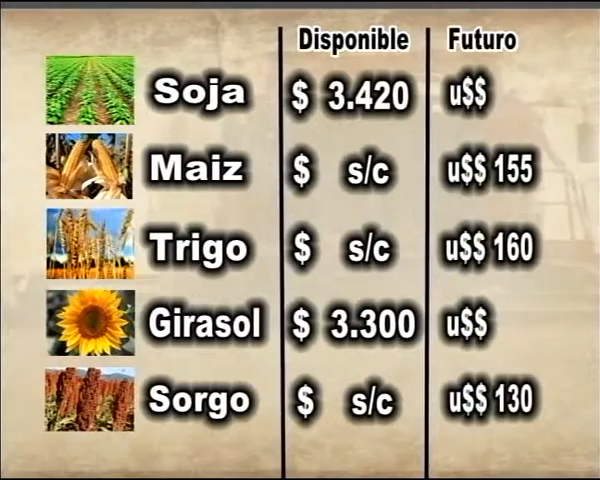 Disponible Futuro
Soja $ 3.420 u$$
Maiz $ s/c u$$ 155
Trigo $ s/c u$$ 160
Girasol $ 3.300 u$$
Sorgo $ s/c u$$ 130